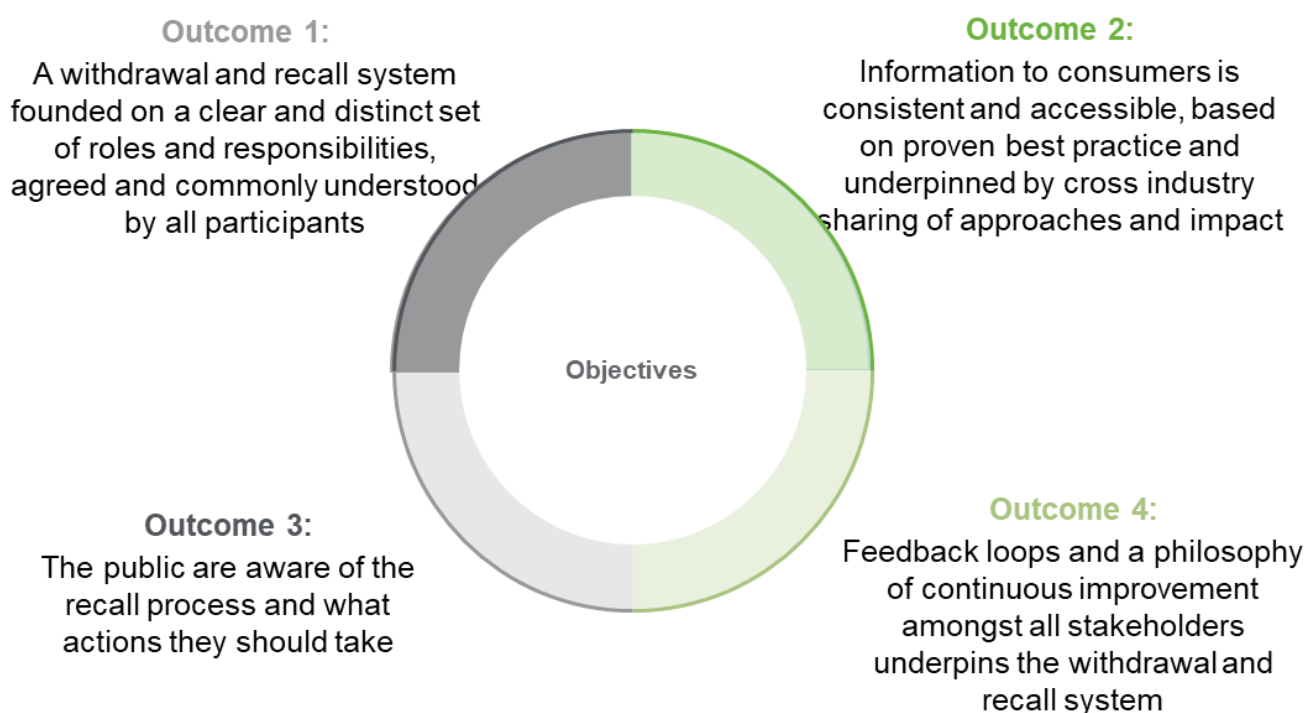 Outcome 1:
A withdrawal and recall system
founded on a clear and distinct set
of roles and responsibilities,
agreed and commonly understood
by all participants
Outcome 2:
Information to consumers is
consistent and accessible, based
on proven best practice and
underpinned by cross industry
sharing of approaches and impact
Objectives
Outcome 3:
The public are aware of the
recall process and what
actions they should take
Outcome 4:
Feedback loops and a philosophy
of continuous improvement
amongst all stakeholders
underpins the withdrawal and
recall system